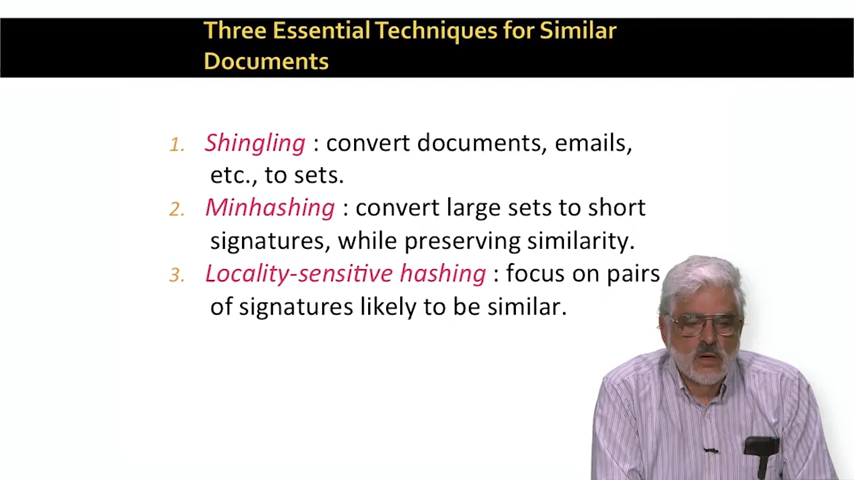 Three Essential Techniques for Similar
Documents
1. Shingling : convert documents, emails,
etc., to sets.
2. Minhashing : convert large sets to short
signatures, while preserving similarity.
3. Locality-sensitive hashing : focus on pairs
of signatures likely to be similar.